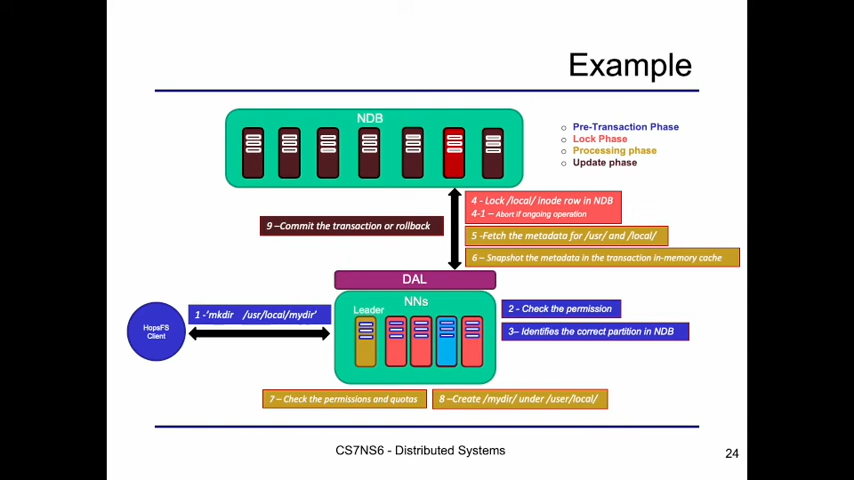 Example
NDB
Pre-Transaction Phase
Lock Phase
Processing phase
Update phase
4 - Lock /local/ inode row in NDB
4-1 – Abort if ongoing operation
9 –Commit the transaction or rollback
5 -Fetch the metadata for /usr/ and /local/
6 – Snapshot the metadata in the transaction in-memory cache
DAL
NNs
Leader
1 -'mkdir /usr/local/mydir'
2 - Check the permission
HopsFS
Client
3– Identifies the correct partition in NDB
7 – Check the permissions and quotas
8 –Create /mydir/ under /user/local/
CS7NS6 - Distributed Systems
24